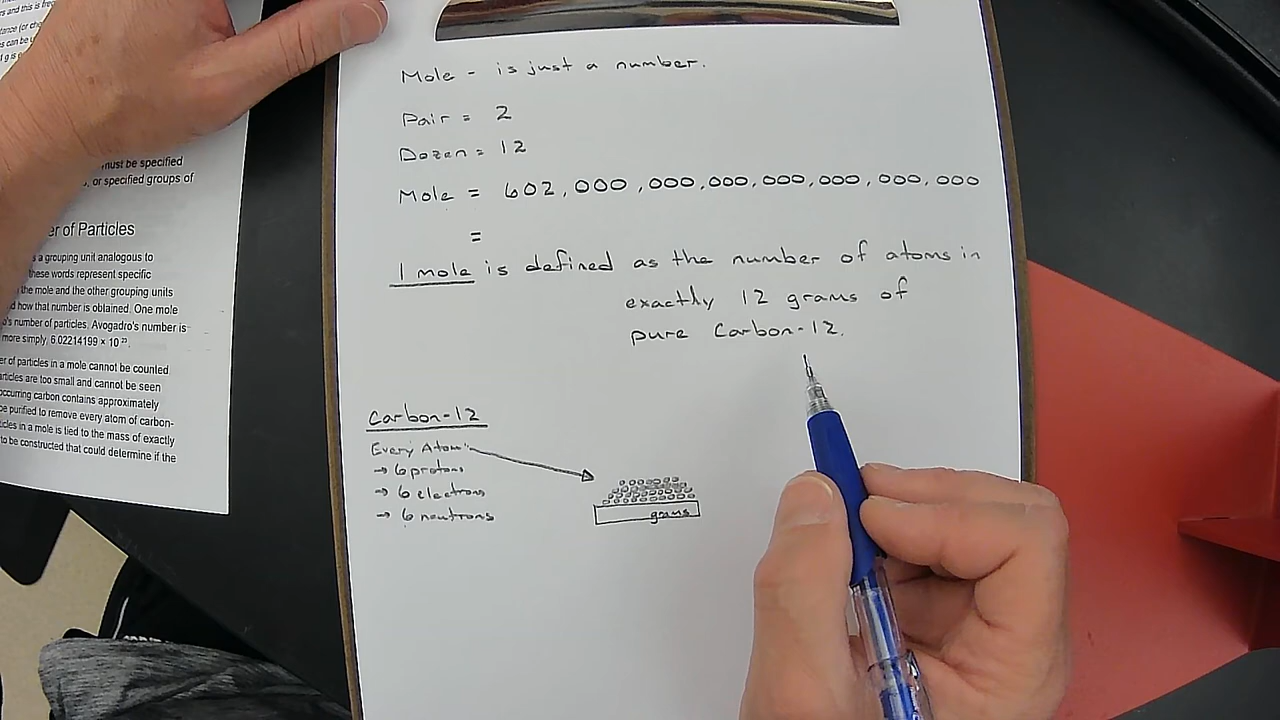 Mole - is just a number.
Pair = 2
Dozen = 12
Mole = 602,000,000,000,000,000,000,000
=
1 mole is defined as the number of atoms in
exactly 12 grams of
pure Carbon-12.
Carbon-12
Every Atom
→ 6 protons
→ 6 electrons
→ 6 neutrons
grams
must be specified
, or specified groups of
er of Particles
s a grouping unit analogous to
these words represent specific
the mole and the other grouping units
d how that number is obtained. One mole
o's number of particles. Avogadro's number is
more simply, 6.02214199 × 10²³.
er of particles in a mole cannot be counted
articles are too small and cannot be seen
occurring carbon contains approximately
be purified to remove every atom of carbon-
icles in a mole is tied to the mass of exactly
to be constructed that could determine if the